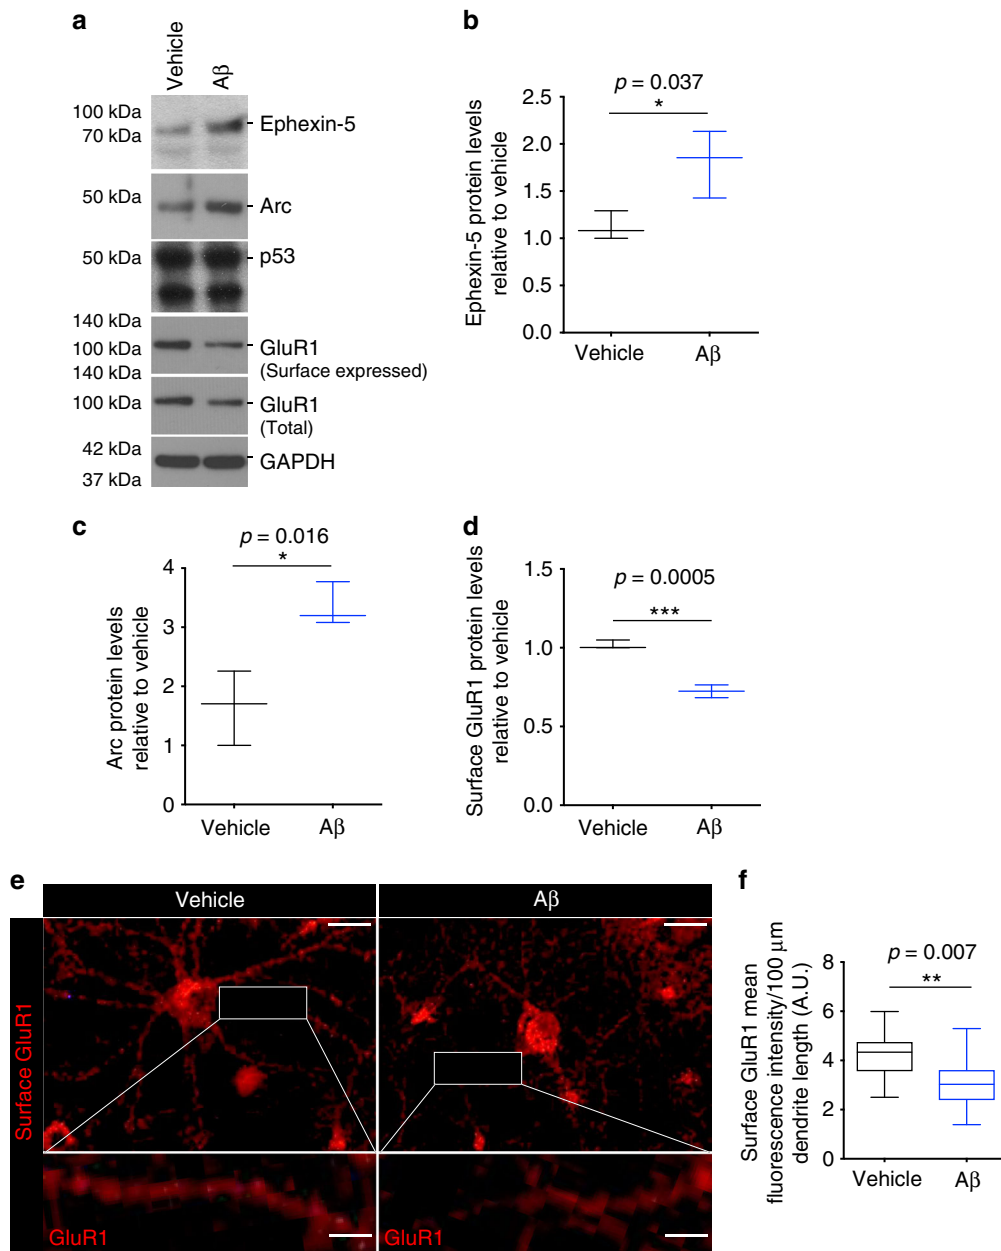 a
Vehicle
Aβ
100 kDa
70 kDa
Ephexin-5
50 kDa
Arc
50 kDa
p53
140 kDa
100 kDa
GluR1
(Surface expressed)
140 kDa
100 kDa
GluR1
(Total)
42 kDa
GAPDH
37 kDa
b
p = 0.037
*
2.5
2.0
1.5
1.0
0.5
0.0
Ephexin-5 protein levels
relative to vehicle
Vehicle
Aβ
c
p = 0.016
*
4
3
2
1
0
Arc protein levels
relative to vehicle
Vehicle
Aβ
d
p = 0.0005
***
1.5
1.0
0.5
0.0
Surface GluR1 protein levels
relative to vehicle
Vehicle
Aβ
e
Vehicle
Aβ
Surface GluR1
GluR1
GluR1
f
p = 0.007
**
8
6
4
2
0
Surface GluR1 mean
fluorescence intensity/100 μm
dendrite length (A.U.)
Vehicle
Aβ